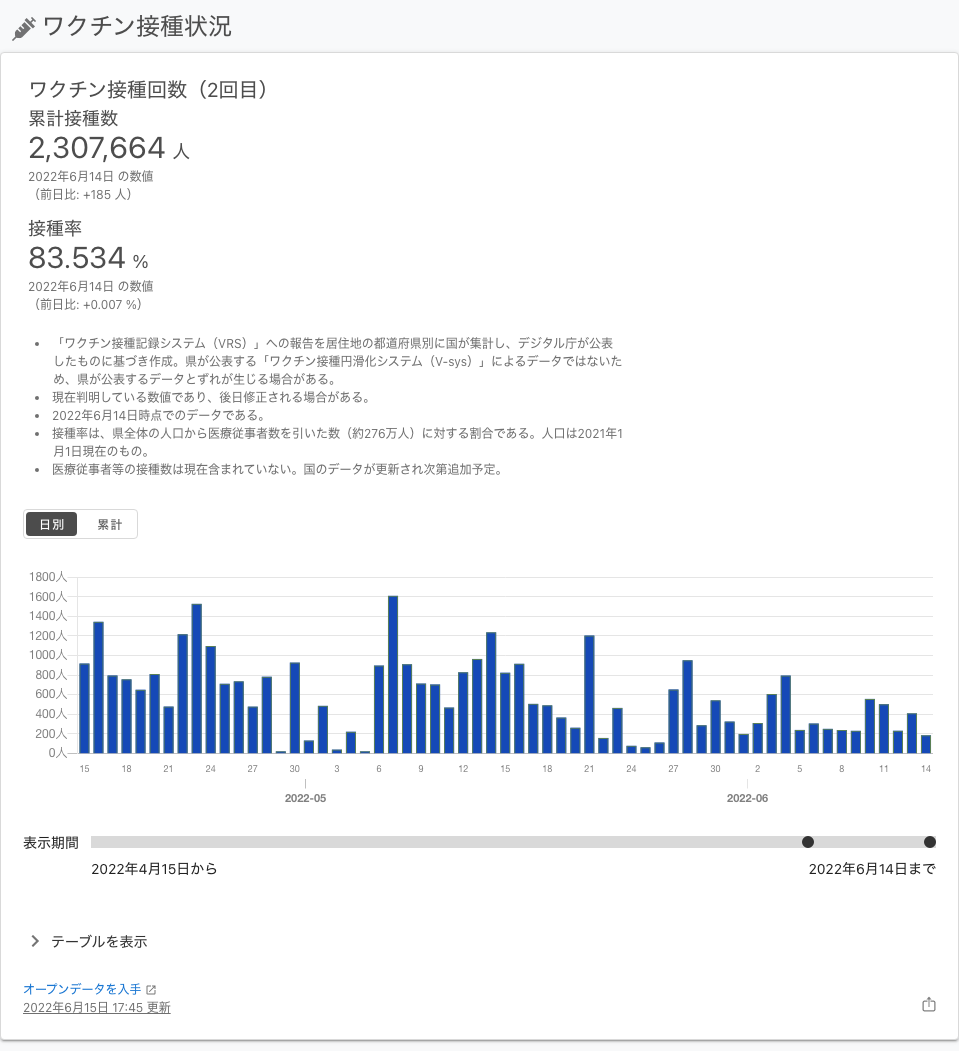 ワクチン接種状況
ワクチン接種回数（2回目）
累計接種数
2,307,664 人
2022年6月14日 の数値
（前日比: +185 人）
接種率
83.534 %
2022年6月14日 の数値
（前日比: +0.007 %）
• 「ワクチン接種記録システム（VRS）」への報告を居住地の都道府県別に国が集計し、デジタル庁が公表
したものに基づき作成。県が公表する「ワクチン接種円滑化システム（V-sys）」によるデータではないた
め、県が公表するデータとずれが生じる場合がある。
• 現在判明している数値であり、後日修正される場合がある。
• 2022年6月14日時点でのデータである。
• 接種率は、県全体の人口から医療従事者数を引いた数（約276万人）に対する割合である。人口は2021年1
月1日現在のもの。
• 医療従事者等の接種数は現在含まれていない。国のデータが更新され次第追加予定。
日別 累計
1800人
1600人
1400人
1200人
1000人
800人
600人
400人
200人
0人
15 18 21 24 27 30 3 6 9 12 15 18 21 24 27 30 2 5 8 11 14
2022-05 2022-06
表示期間
2022年4月15日から 2022年6月14日まで
テーブルを表示
オープンデータを入手
2022年6月15日 17:45 更新